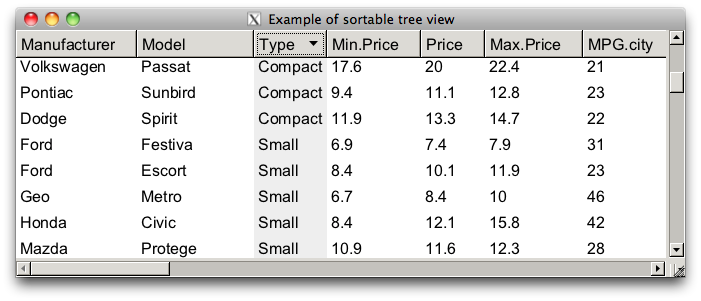 Example of sortable tree view
Manufacturer Model Type Min.Price Price Max.Price MPG.city
Volkswagen Passat Compact 17.6 20 22.4 21
Pontiac Sunbird Compact 9.4 11.1 12.8 23
Dodge Spirit Compact 11.9 13.3 14.7 22
Ford Festiva Small 6.9 7.4 7.9 31
Ford Escort Small 8.4 10.1 11.9 23
Geo Metro Small 6.7 8.4 10 46
Honda Civic Small 8.4 12.1 15.8 42
Mazda Protege Small 10.9 11.6 12.3 28